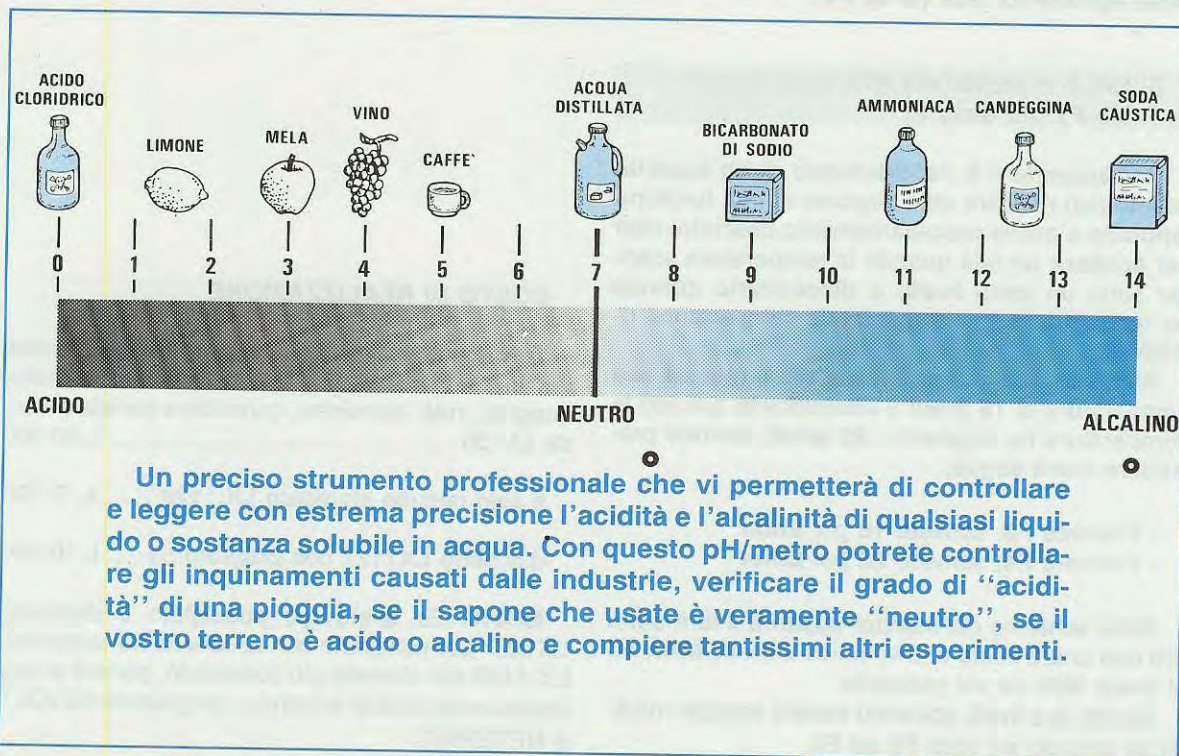 ACIDO
CLORIDRICO
LIMONE
MELA
VINO
CAFFE`
ACQUA
DISTILLATA
BICARBONATO
DI SODIO
AMMONIACA
CANDEGGINA
SODA
CAUSTICA
0 1 2 3 4 5 6 7 8 9 10 11 12 13 14
ACIDO
NEUTRO
ALCALINO
Un preciso strumento professionale che vi permetterà di controllare
e leggere con estrema precisione l'acidità e l'alcalinità di qualsiasi liqui-
do o sostanza solubile in acqua. Con questo pH/metro potrete controlla-
re gli inquinamenti causati dalle industrie, verificare il grado di "acidi-
tà" di una pioggia, se il sapone che usate è veramente "neutro", se il
vostro terreno è acido o alcalino e compiere tantissimi altri esperimenti.